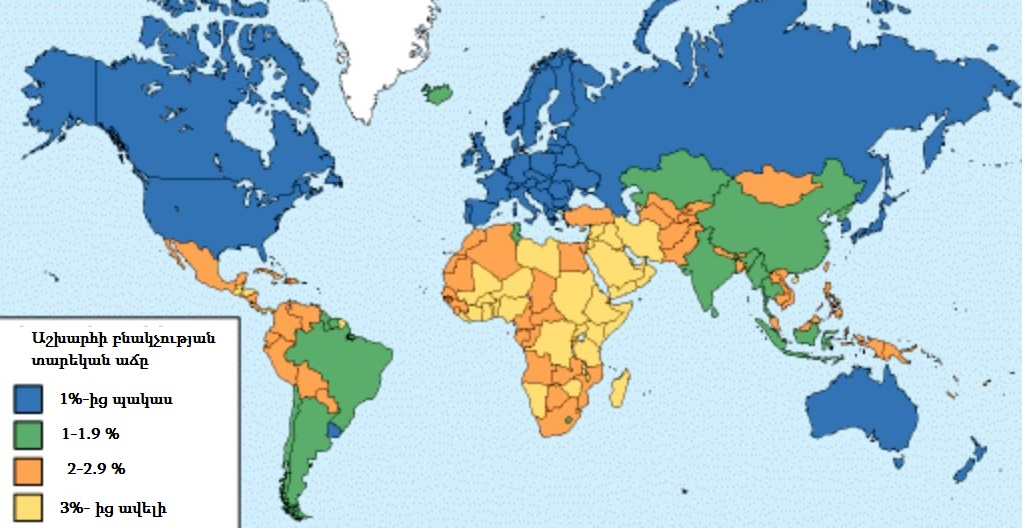 Աշխարհի բնակչության
տարեկան աճը
1%-ից պակաս
1-1.9 %
2-2.9 %
3%- ից ավելի